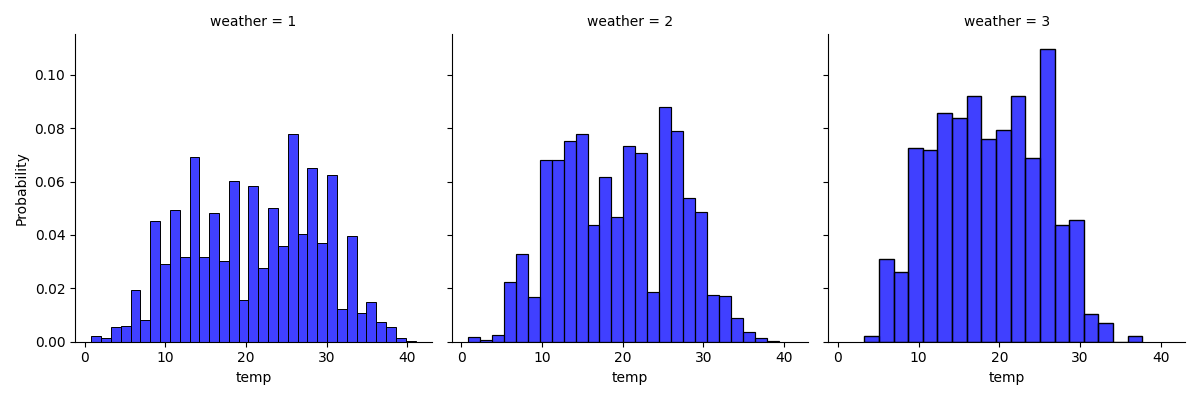 weather = 1
weather = 2
weather = 3
Probability
0.10
0.08
0.06
0.04
0.02
0.00
0 10 20 30 40
0 10 20 30 40
0 10 20 30 40
temp
temp
temp